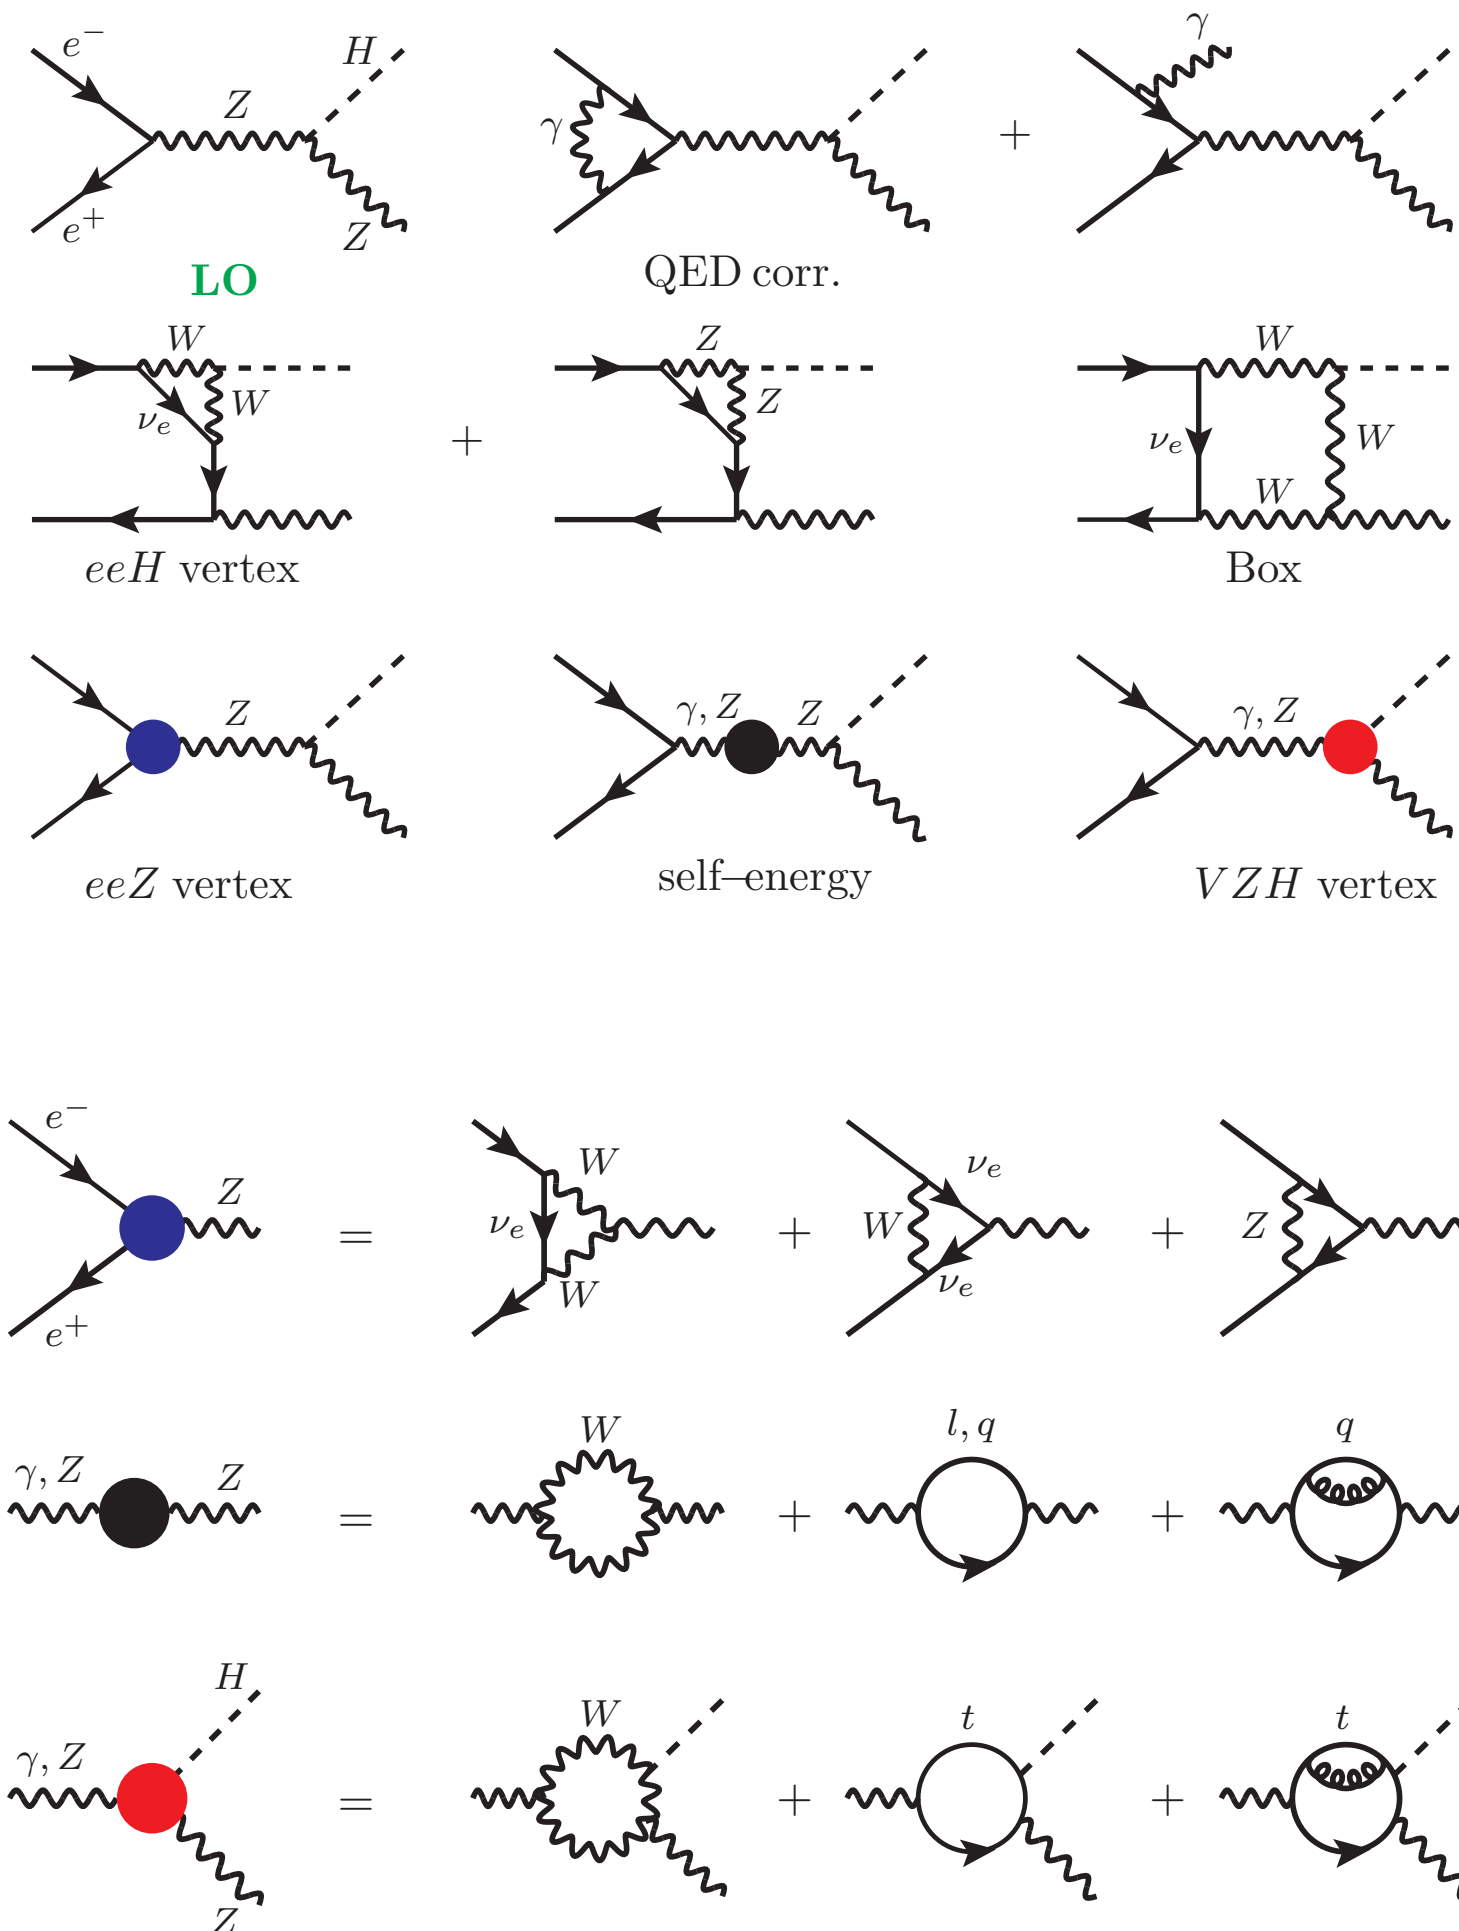 e⁻ H γ
Z γ +
e⁺ Z
LO QED corr.
W Z W
W Z W
νₑ + νₑ
W
eeH vertex Box
Z γ, Z Z γ, Z
eeZ vertex self–energy VZH vertex
e⁻ W νₑ
Z = νₑ + W + Z
e⁺ W νₑ
W l, q q
γ, Z Z = + +
H W t t
γ, Z = + +
Z